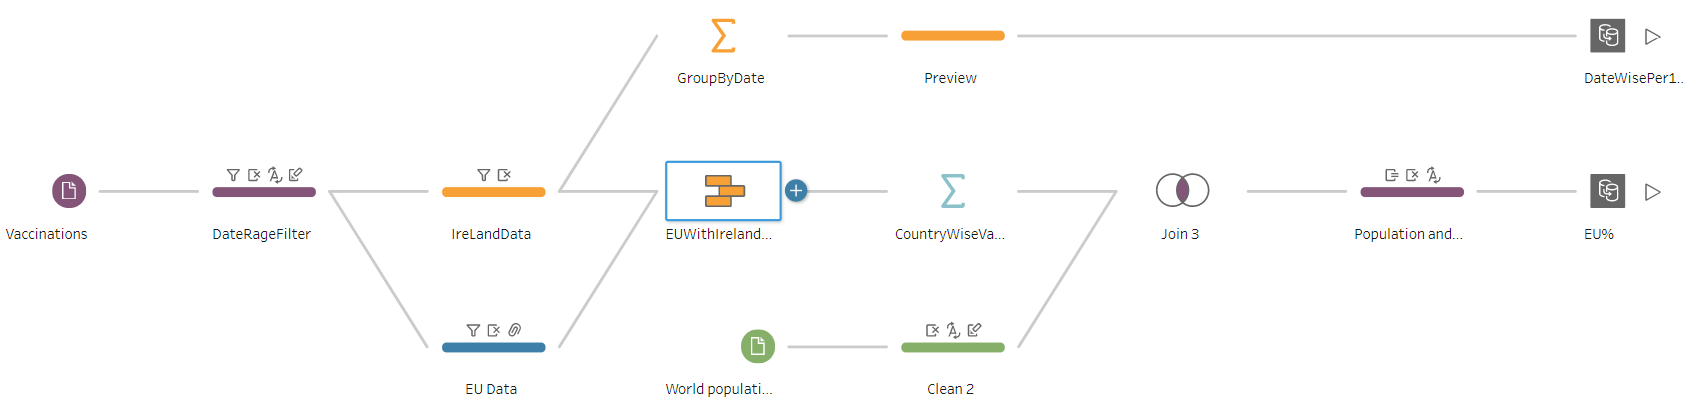 GroupByDate
Preview
DateWisePer1..
Vaccinations
DateRageFilter
IreLandData
EUWithIreland...
CountryWiseVa...
Join 3
Population and...
EU%
EU Data
World populati...
Clean 2